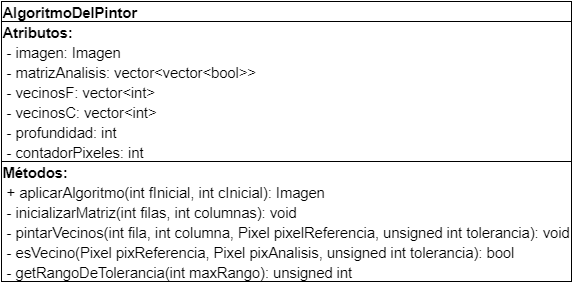 AlgoritmoDelPintor
Atributos:
- imagen: Imagen
- matrizAnalisis: vector<vector<bool>>
- vecinosF: vector<int>
- vecinosC: vector<int>
- profundidad: int
- contadorPixeles: int
Métodos:
+ aplicarAlgoritmo(int fInicial, int cInicial): Imagen
- inicializarMatriz(int filas, int columnas): void
- pintarVecinos(int fila, int columna, Pixel pixelReferencia, unsigned int tolerancia): void
- esVecino(Pixel pixReferencia, Pixel pixAnalisis, unsigned int tolerancia): bool
- getRangoDeTolerancia(int maxRango): unsigned int